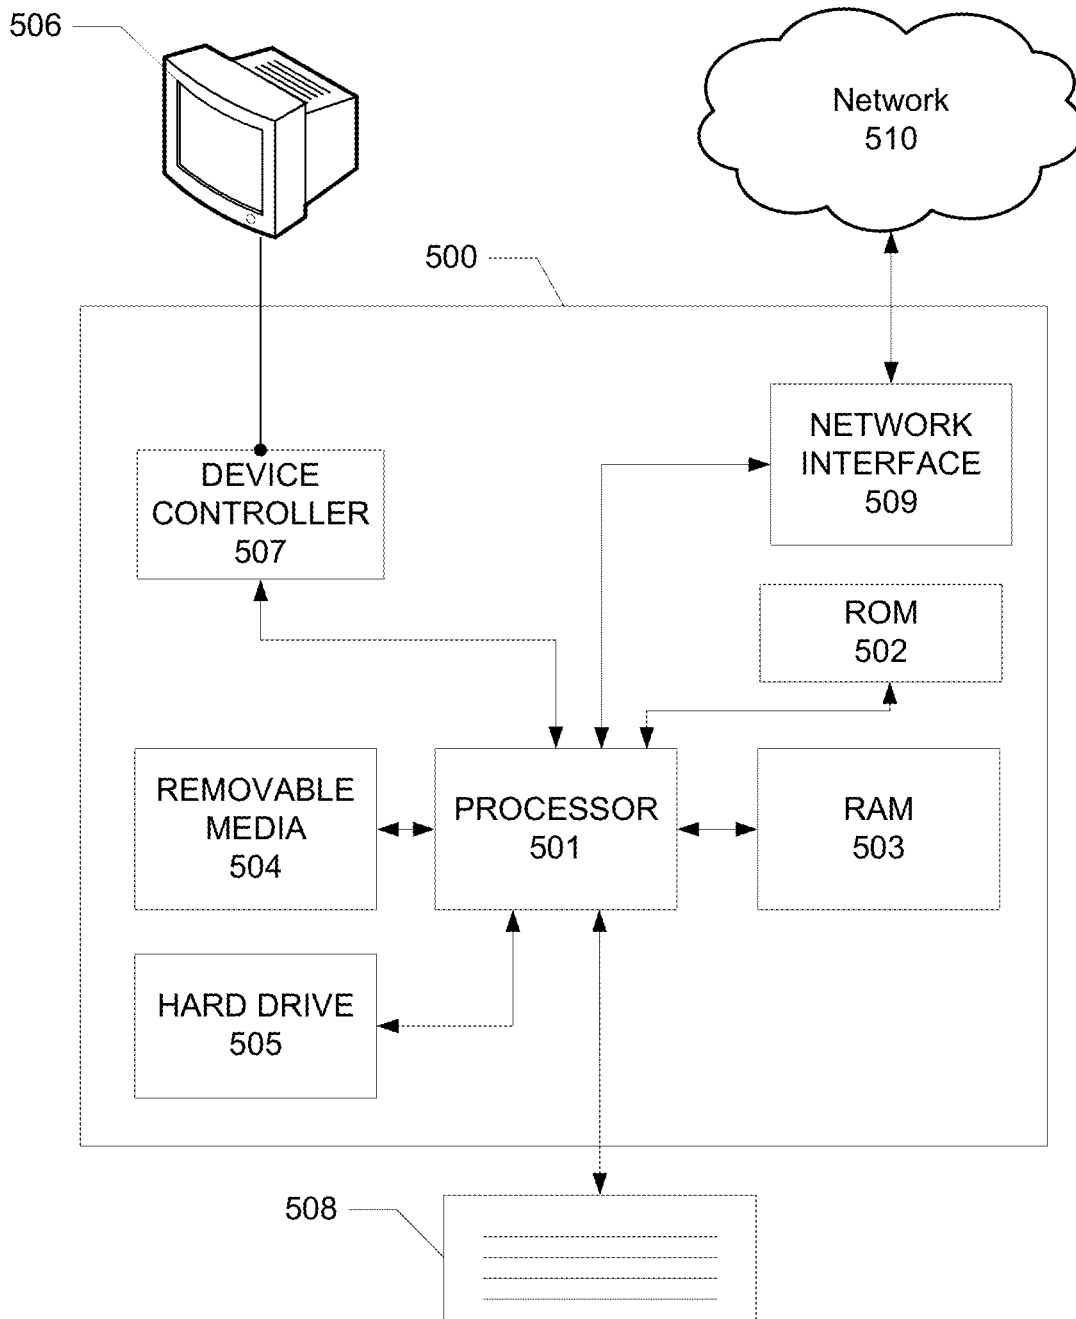 506
Network
510
500
NETWORK
INTERFACE
509
DEVICE
CONTROLLER
507
ROM
502
REMOVABLE
MEDIA
504
PROCESSOR
501
RAM
503
HARD DRIVE
505
508